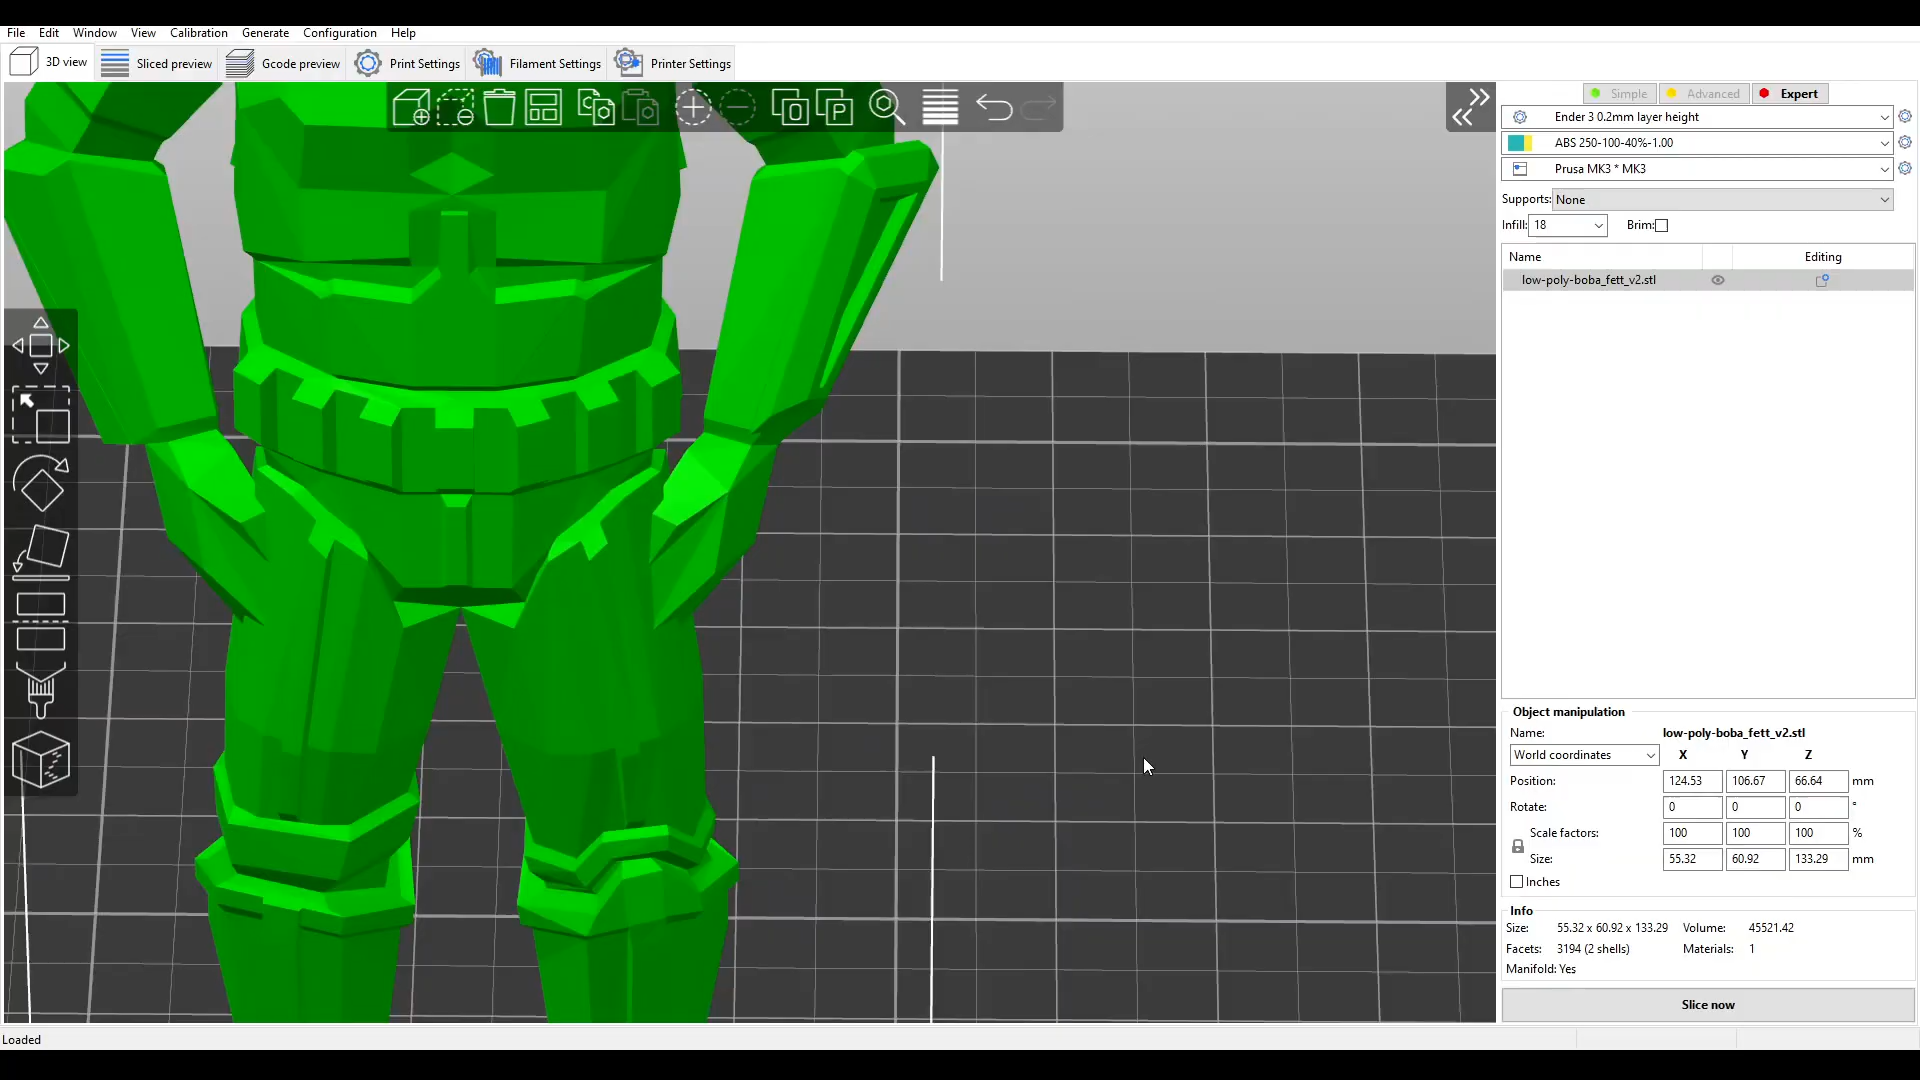 File Edit Window View Calibration Generate Configuration Help
3D view Sliced preview Gcode preview Print Settings Filament Settings Printer Settings
Simple Advanced Expert
Ender 3 0.2mm layer height
ABS 250-100-40%-1.00
Prusa MK3 * MK3
Supports: None
Infill: 18 Brim:
Name Editing
low-poly-boba_fett_v2.stl
Object manipulation
Name: low-poly-boba_fett_v2.stl
World coordinates X Y Z
Position: 124.53 106.67 66.64 mm
Rotate: 0 0 0 °
Scale factors: 100 100 100 %
Size: 55.32 60.92 133.29 mm
Inches
Info
Size: 55.32 x 60.92 x 133.29 Volume: 45521.42
Facets: 3194 (2 shells) Materials: 1
Manifold: Yes
Slice now
Loaded